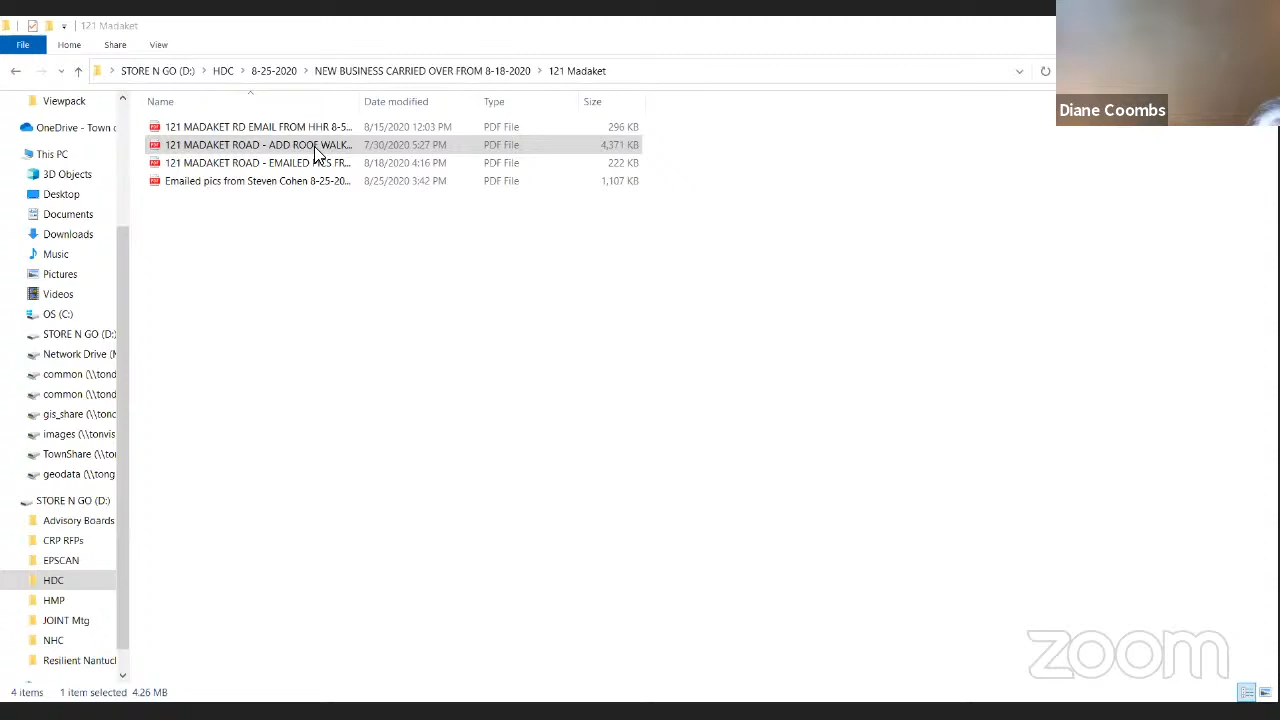 121 Madaket
File Home Share View
STORE N GO (D:) HDC 8-25-2020 NEW BUSINESS CARRIED OVER FROM 8-18-2020 121 Madaket
Diane Coombs
Name Date modified Type Size
121 MADAKET RD EMAIL FROM HHR 8-5... 8/15/2020 12:03 PM PDF File 296 KB
121 MADAKET ROAD - ADD ROOF WALK... 7/30/2020 5:27 PM PDF File 4,371 KB
121 MADAKET ROAD - EMAILED FR... 8/18/2020 4:16 PM PDF File 222 KB
Emailed pics from Steven Cohen 8-25-20... 8/25/2020 3:42 PM PDF File 1,107 KB
Viewpack
OneDrive - Town o
This PC
3D Objects
Desktop
Documents
Downloads
Music
Pictures
Videos
OS (C:)
STORE N GO (D:)
Network Drive (
common (\\tond
common (\\tond
gis_share (\\tonc
images (\\tonvis
TownShare (\\to
geodata (\\tong
STORE N GO (D:)
Advisory Boards
CRP RFPs
EPSCAN
HDC
HMP
JOINT Mtg
NHC
Resilient Nantuc
4 items 1 item selected 4.26 MB
zoom